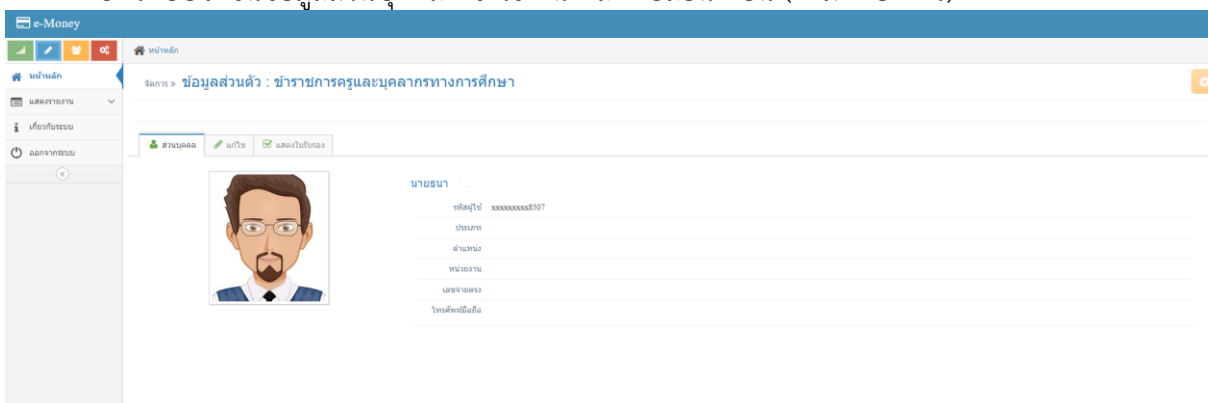 e-Money
หน้าหลัก
หน้าหลัก
จัดการ » ข้อมูลส่วนตัว : ข้าราชการครูและบุคลากรทางการศึกษา
แสดงรายงาน
เกี่ยวกับระบบ
ออกจากระบบ
ส่วนบุคคล แก้ไข แสดงใบรับรอง
นายธนา
รหัสผู้ใช้ xxxxxxxxx8507
ประเภท
ตำแหน่ง
หน่วยงาน
เลขจ่ายตรง
โทรศัพท์มือถือ